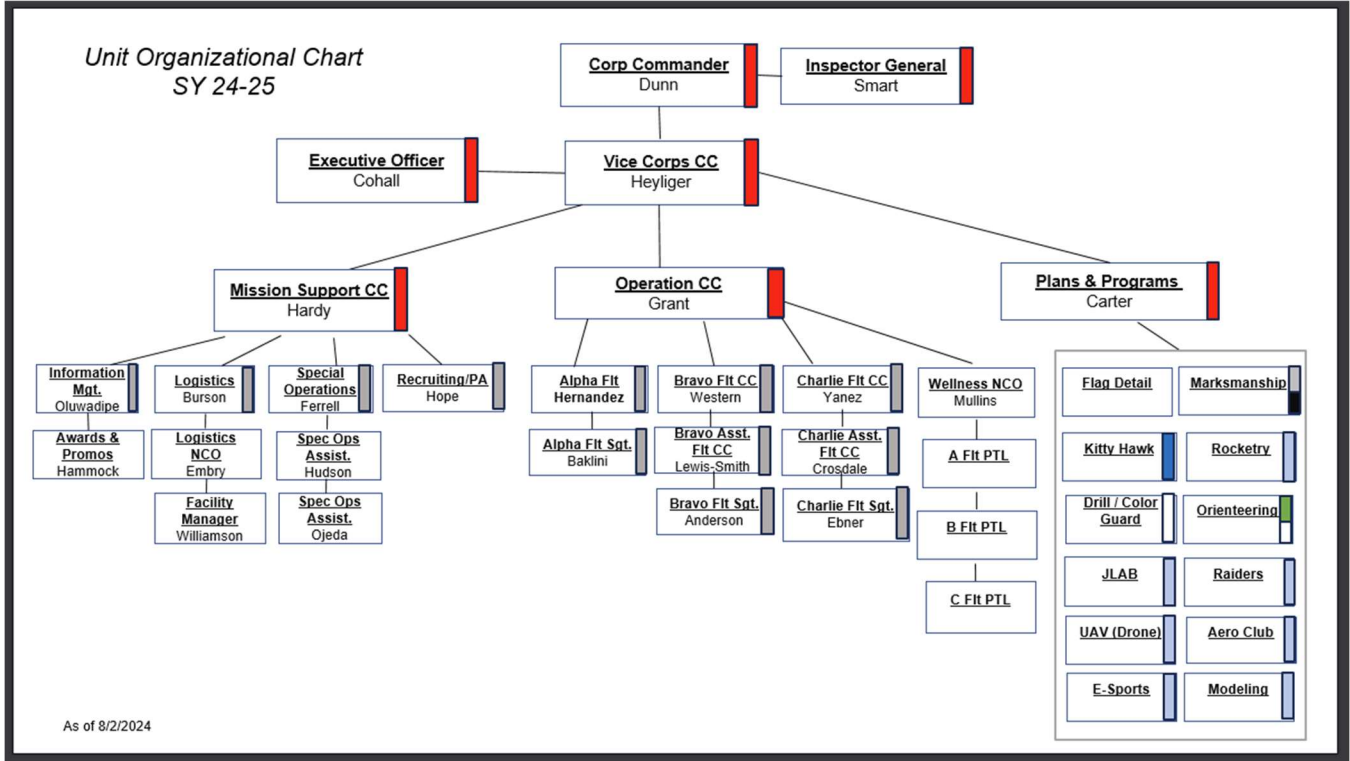 Unit Organizational Chart
SY 24-25
Corp Commander
Dunn
Inspector General
Smart
Executive Officer
Cohall
Vice Corps CC
Heyliger
Mission Support CC
Hardy
Operation CC
Grant
Plans & Programs
Carter
Information
Mgt.
Oluwadipe
Logistics
Burson
Special
Operations
Ferrell
Recruiting/PA
Hope
Alpha Flt
Hernandez
Bravo Flt CC
Western
Charlie Flt CC
Yanez
Wellness NCO
Mullins
Awards &
Promos
Hammock
Logistics
NCO
Embry
Spec Ops
Assist.
Hudson
Alpha Flt Sgt.
Baklini
Bravo Asst.
Flt CC
Lewis-Smith
Charlie Asst.
Flt CC
Crosdale
A Flt PTL
Facility
Manager
Williamson
Spec Ops
Assist.
Ojeda
Bravo Flt Sgt.
Anderson
Charlie Flt Sgt.
Ebner
B Flt PTL
C Flt PTL
Flag Detail
Marksmanship
Kitty Hawk
Rocketry
Drill / Color
Guard
Orienteering
JLAB
Raiders
UAV (Drone)
Aero Club
E-Sports
Modeling
As of 8/2/2024